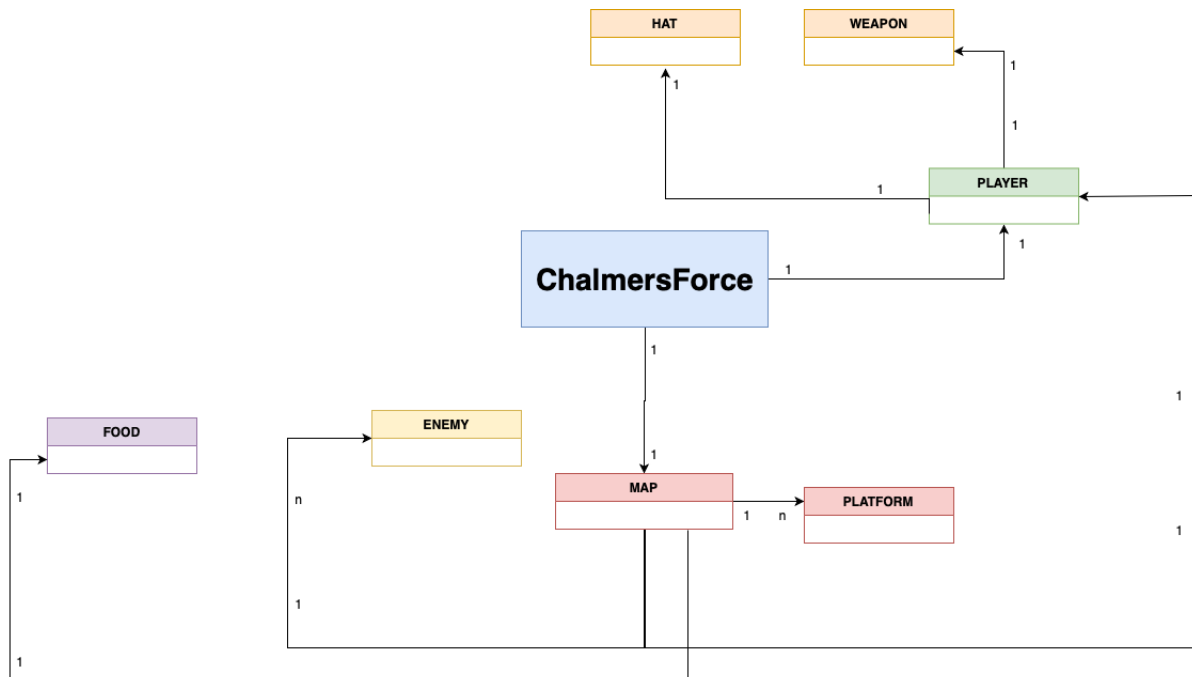 HAT
WEAPON
1
1
1
PLAYER
1
1
ChalmersForce
1
1
1
FOOD
ENEMY
1
MAP
1
n
PLATFORM
1
n
1
1
1